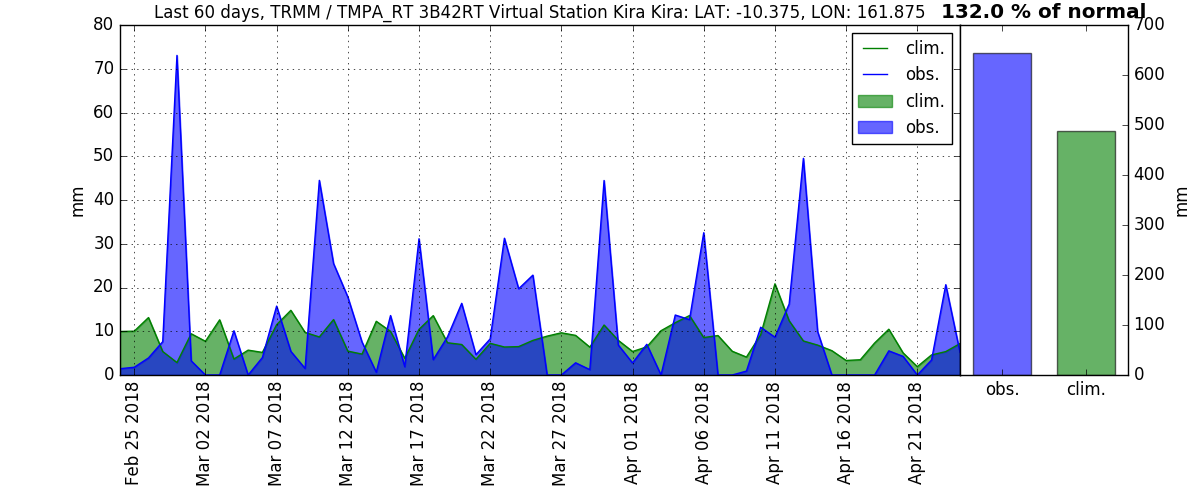 Last 60 days, TRMM / TMPA_RT 3B42RT Virtual Station Kira Kira: LAT: -10.375, LON: 161.875 132.0 % of normal
80
70
60
50
40
30
20
10
0
mm
clim.
obs.
clim.
obs.
Feb 25 2018
Mar 02 2018
Mar 07 2018
Mar 12 2018
Mar 17 2018
Mar 22 2018
Mar 27 2018
Apr 01 2018
Apr 06 2018
Apr 11 2018
Apr 16 2018
Apr 21 2018
700
600
500
400
300
200
100
0
mm
obs. clim.